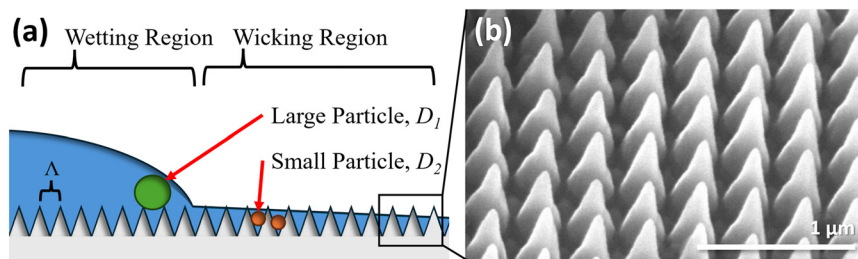 (a)
Wetting Region
Wicking Region
Large Particle, D1
Small Particle, D2
Λ
(b)
1 μm